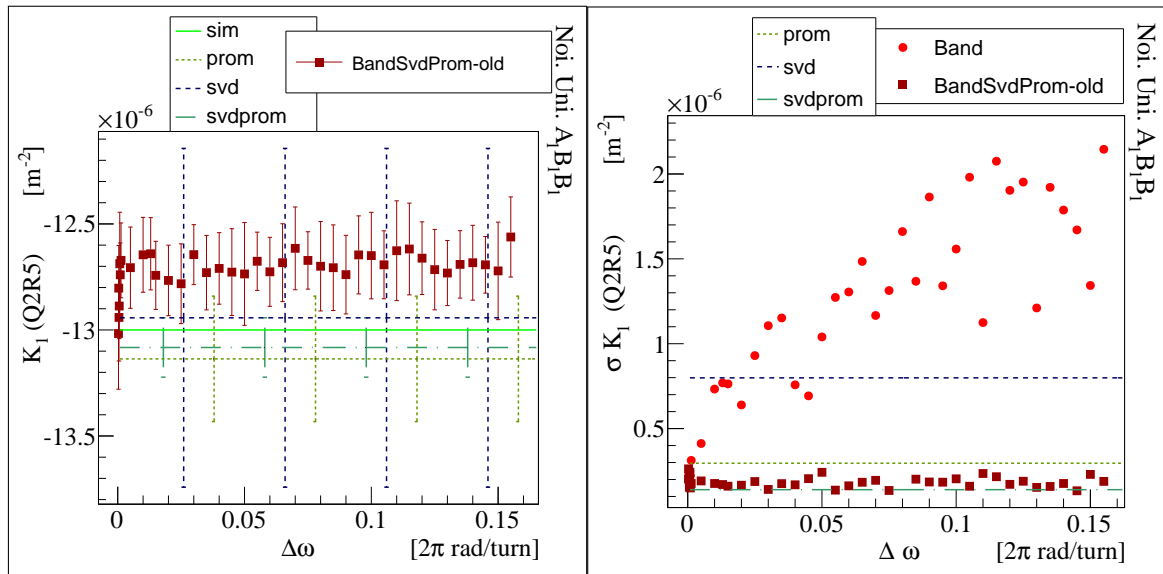 sim
prom
svd
svdprom
BandSvdProm-old
Noi. Uni. A₁B₁B₁
×10⁻⁶
[m⁻²]
K₁ (Q2R5)
-12.5
-13
-13.5
0
0.05
0.1
0.15
Δω
[2π rad/turn]
prom
svd
svdprom
Band
BandSvdProm-old
Noi. Uni. A₁B₁B₁
×10⁻⁶
[m⁻²]
σ K₁ (Q2R5)
2
1.5
1
0.5
0
0.05
0.1
0.15
Δ ω
[2π rad/turn]